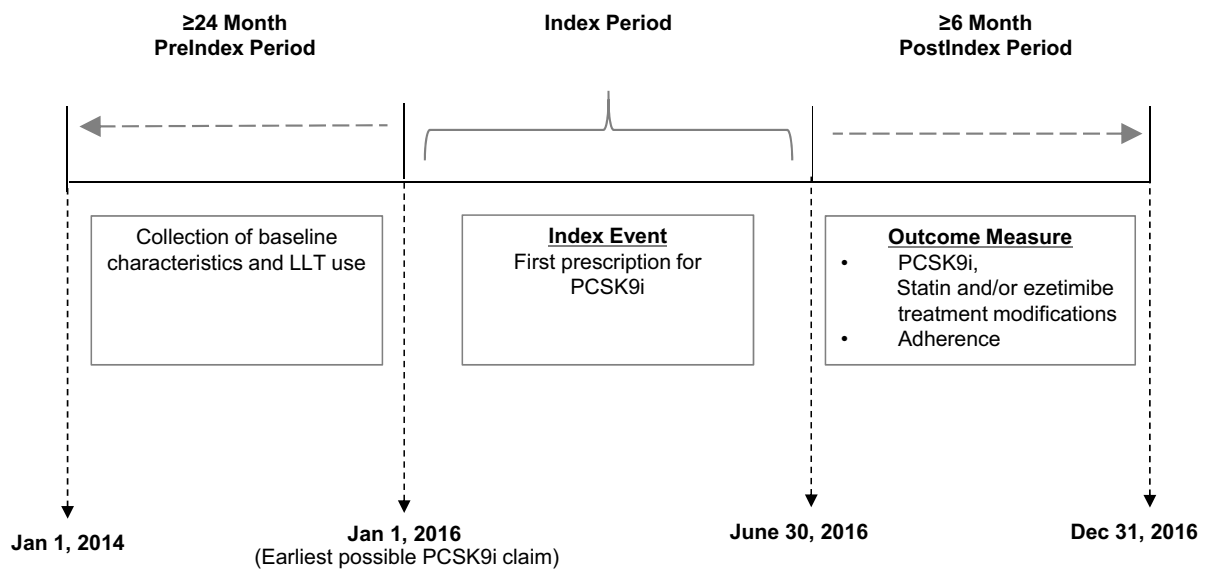 ≥24 Month
PreIndex Period
Index Period
≥6 Month
PostIndex Period
Collection of baseline
characteristics and LLT use
Index Event
First prescription for
PCSK9i
Outcome Measure
• PCSK9i,
Statin and/or ezetimibe
treatment modifications
• Adherence
Jan 1, 2014
Jan 1, 2016
(Earliest possible PCSK9i claim)
June 30, 2016
Dec 31, 2016